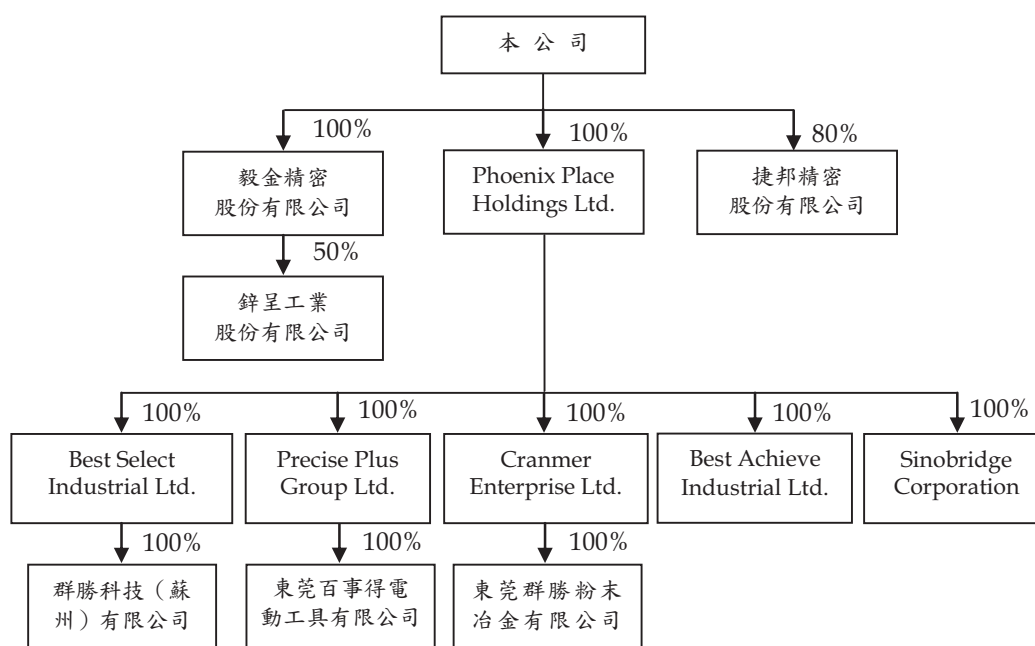 本公司
100%
100%
80%
毅金精密
股份有限公司
Phoenix Place
Holdings Ltd.
捷邦精密
股份有限公司
50%
鋅呈工業
股份有限公司
100%
100%
100%
100%
100%
Best Select
Industrial Ltd.
Precise Plus
Group Ltd.
Cranmer
Enterprise Ltd.
Best Achieve
Industrial Ltd.
Sinobridge
Corporation
100%
100%
100%
群勝科技（蘇
州）有限公司
東莞百事得電
動工具有限公司
東莞群勝粉末
冶金有限公司